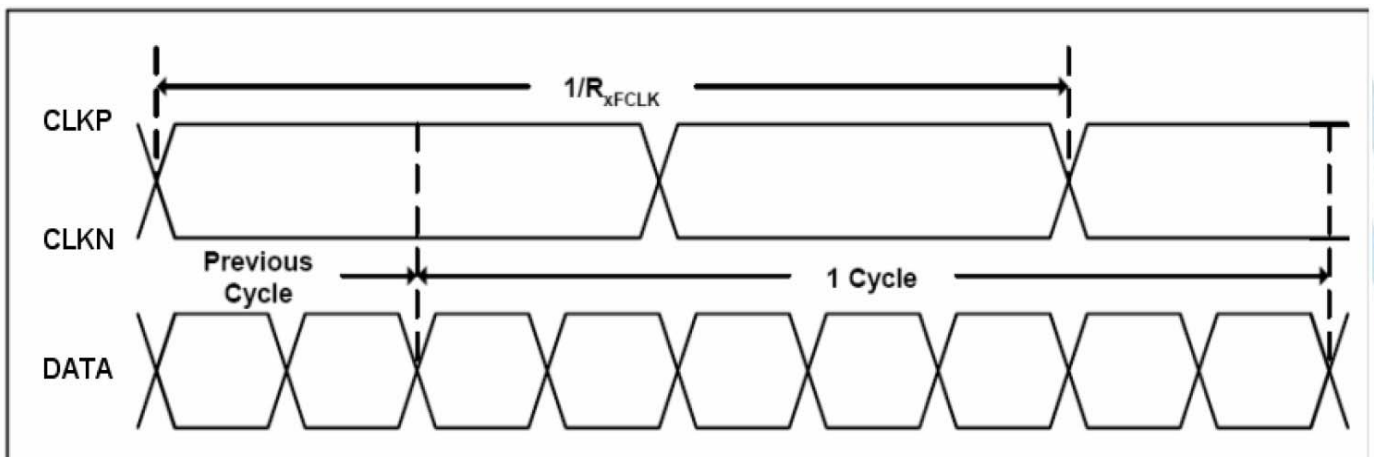 1/RxFCLK
CLKP
CLKN
Previous
Cycle
1 Cycle
DATA